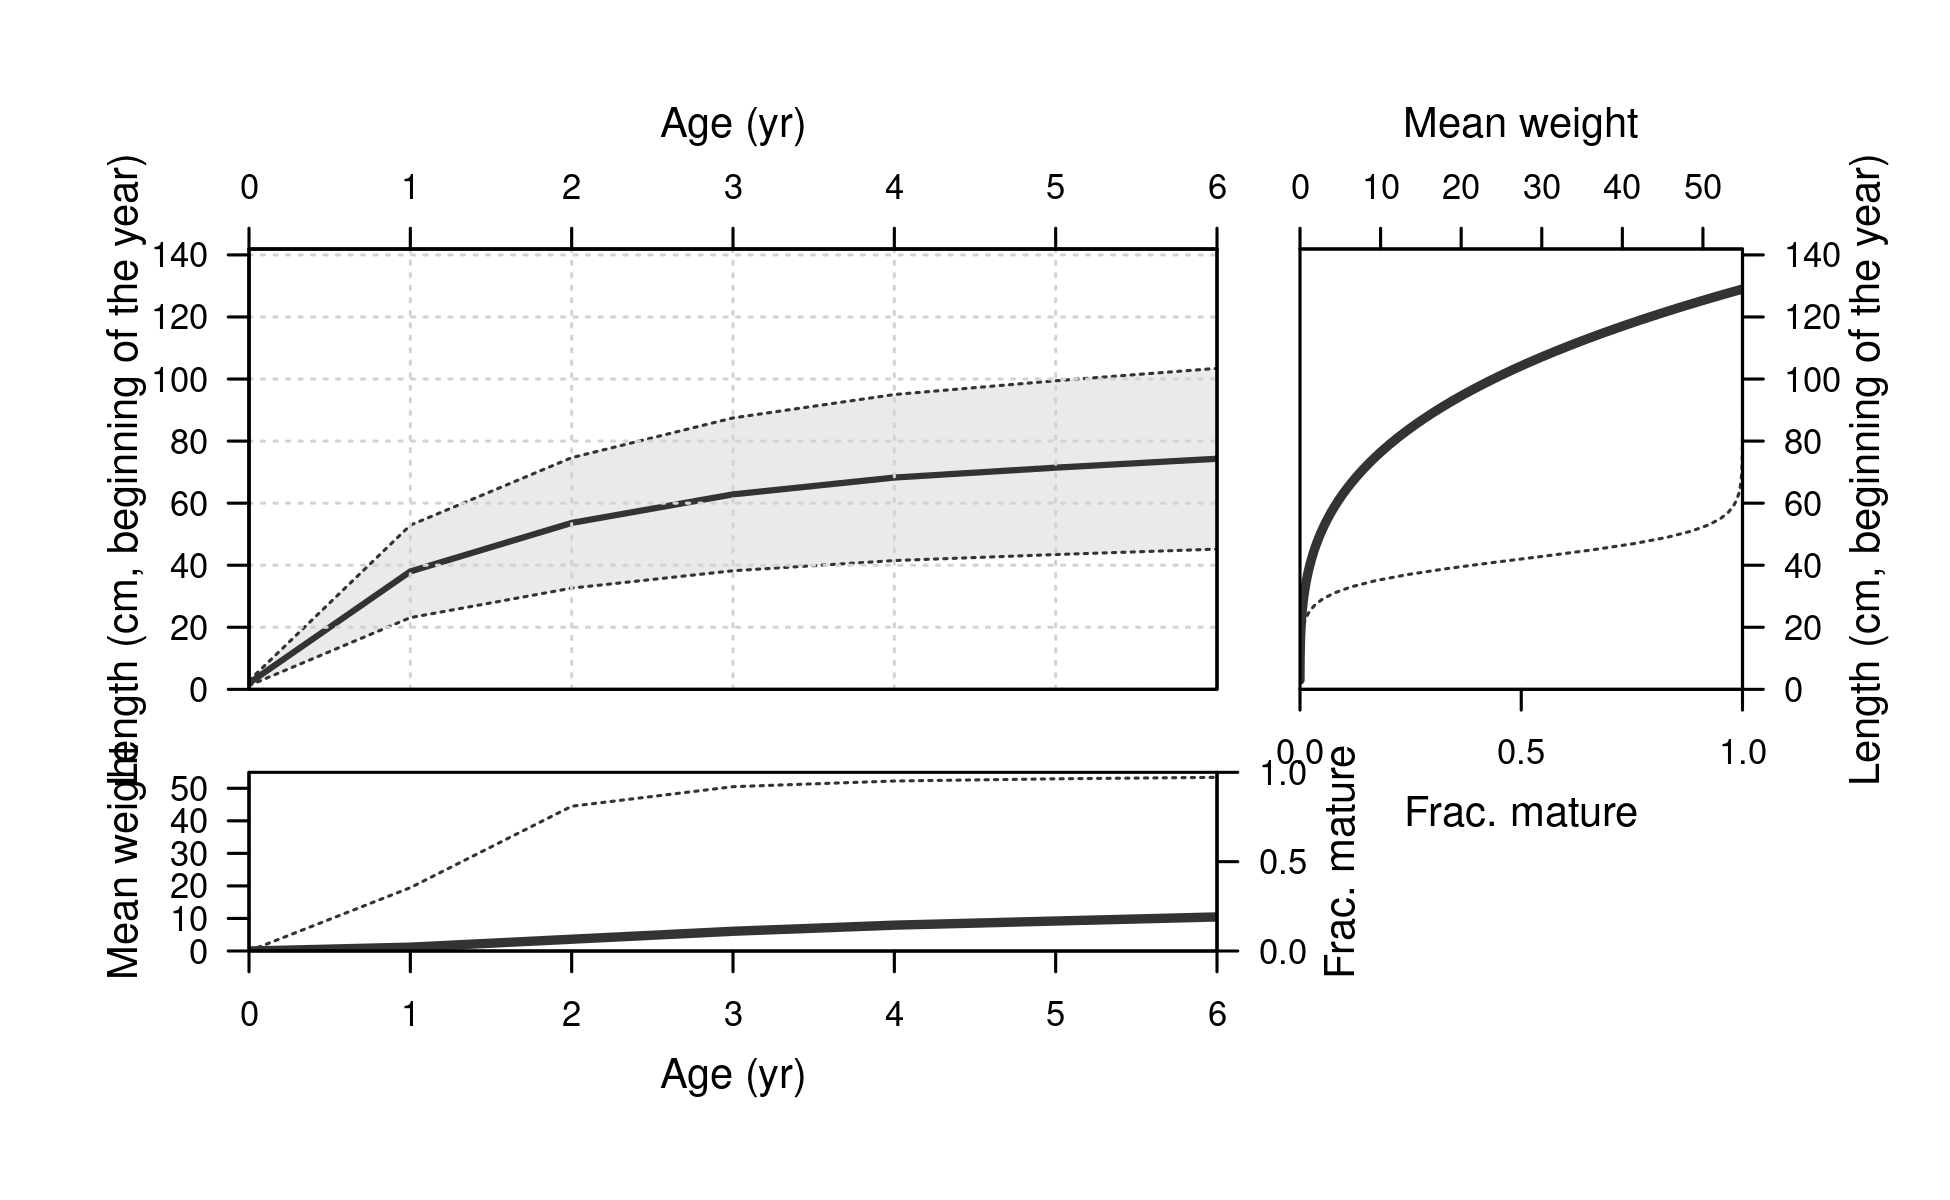 Age (yr)
0 1 2 3 4 5 6
Length (cm, beginning of the year)
140
120
100
80
60
40
20
0
Mean weight
0 10 20 30 40 50
Length (cm, beginning of the year)
140
120
100
80
60
40
20
0
0.0 0.5 1.0
Frac. mature
Mean weight
50
40
30
20
10
0
1.0
0.5
0.0
Frac. mature
0 1 2 3 4 5 6
Age (yr)